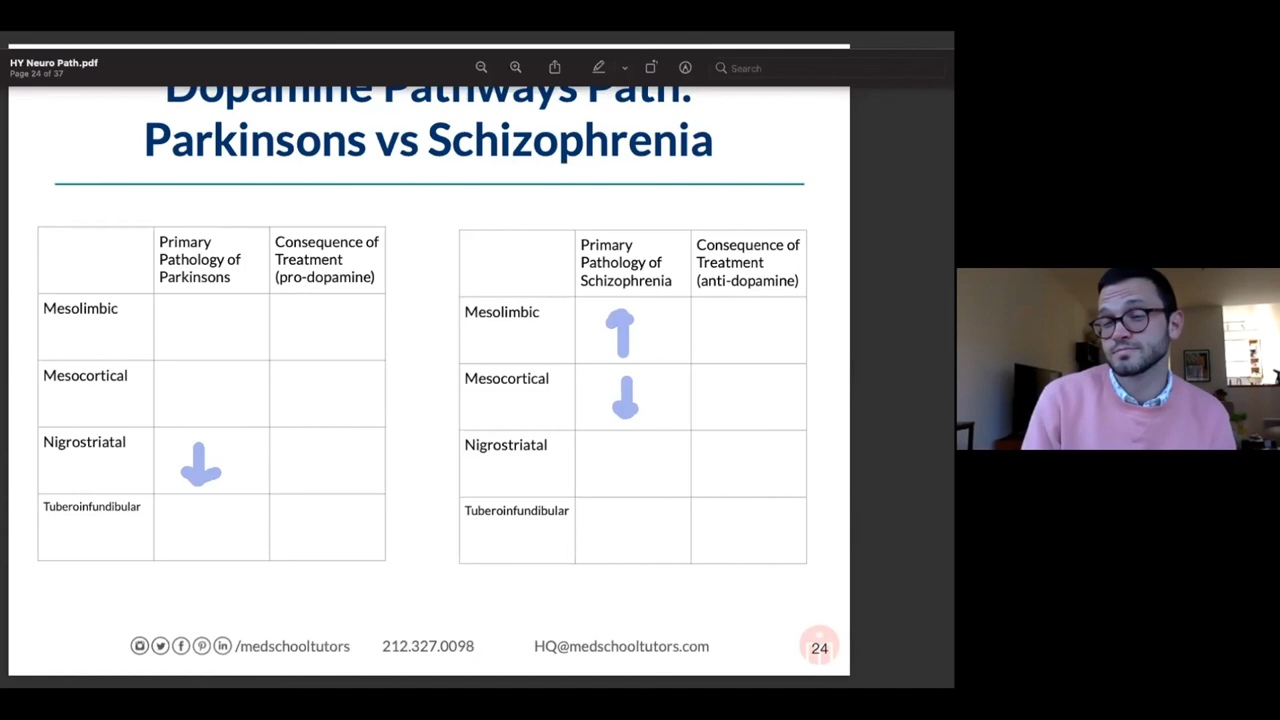 HY Neuro Path.pdf
Page 24 of 37
Search
Dopamine Pathways Path:
Parkinsons vs Schizophrenia
Primary
Pathology of
Parkinsons
Consequence of
Treatment
(pro-dopamine)
Mesolimbic
Mesocortical
Nigrostriatal
Tuberoinfundibular
Primary
Pathology of
Schizophrenia
Consequence of
Treatment
(anti-dopamine)
Mesolimbic
Mesocortical
Nigrostriatal
Tuberoinfundibular
/medschooltutors
212.327.0098
HQ@medschooltutors.com
24